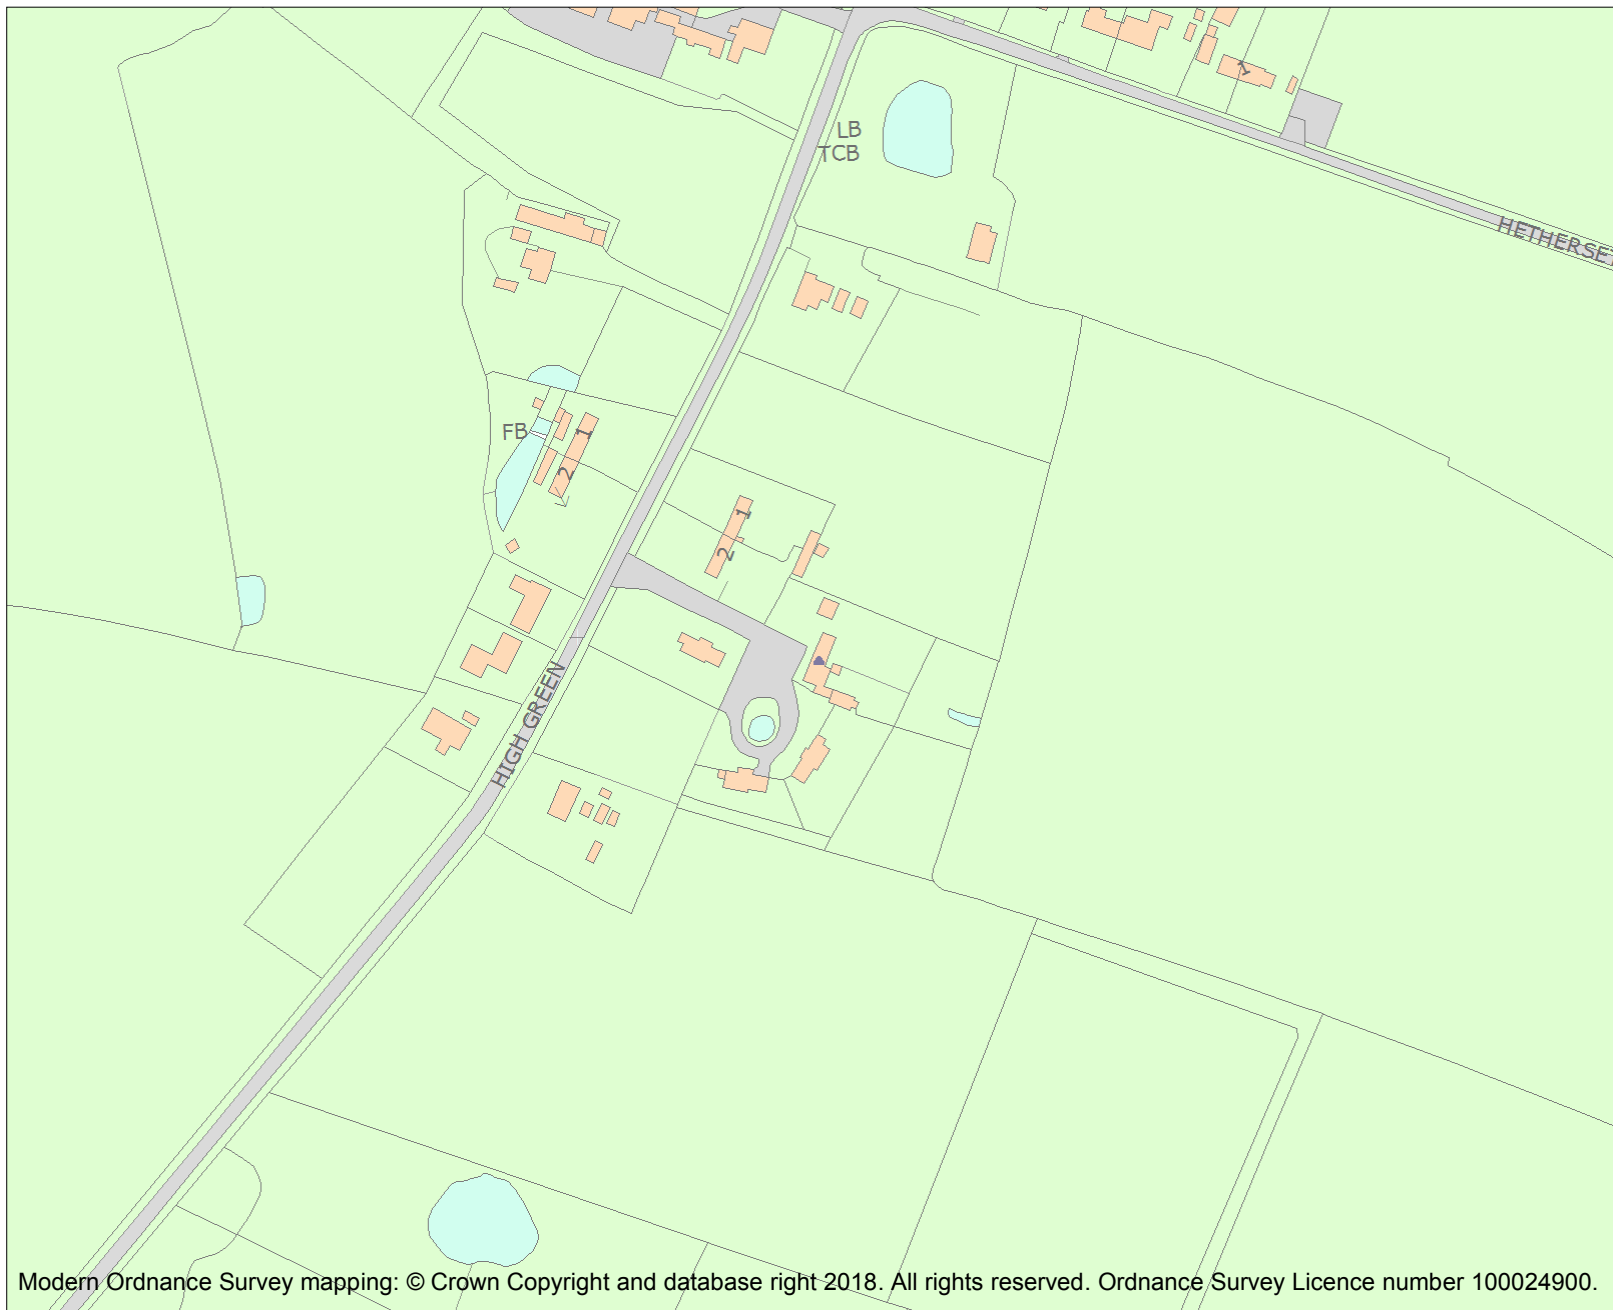 1
LB
TCB
HETHERSET
FB
1
2
1
2
HIGH GREEN
Modern Ordnance Survey mapping: © Crown Copyright and database right 2018. All rights reserved. Ordnance Survey Licence number 100024900.